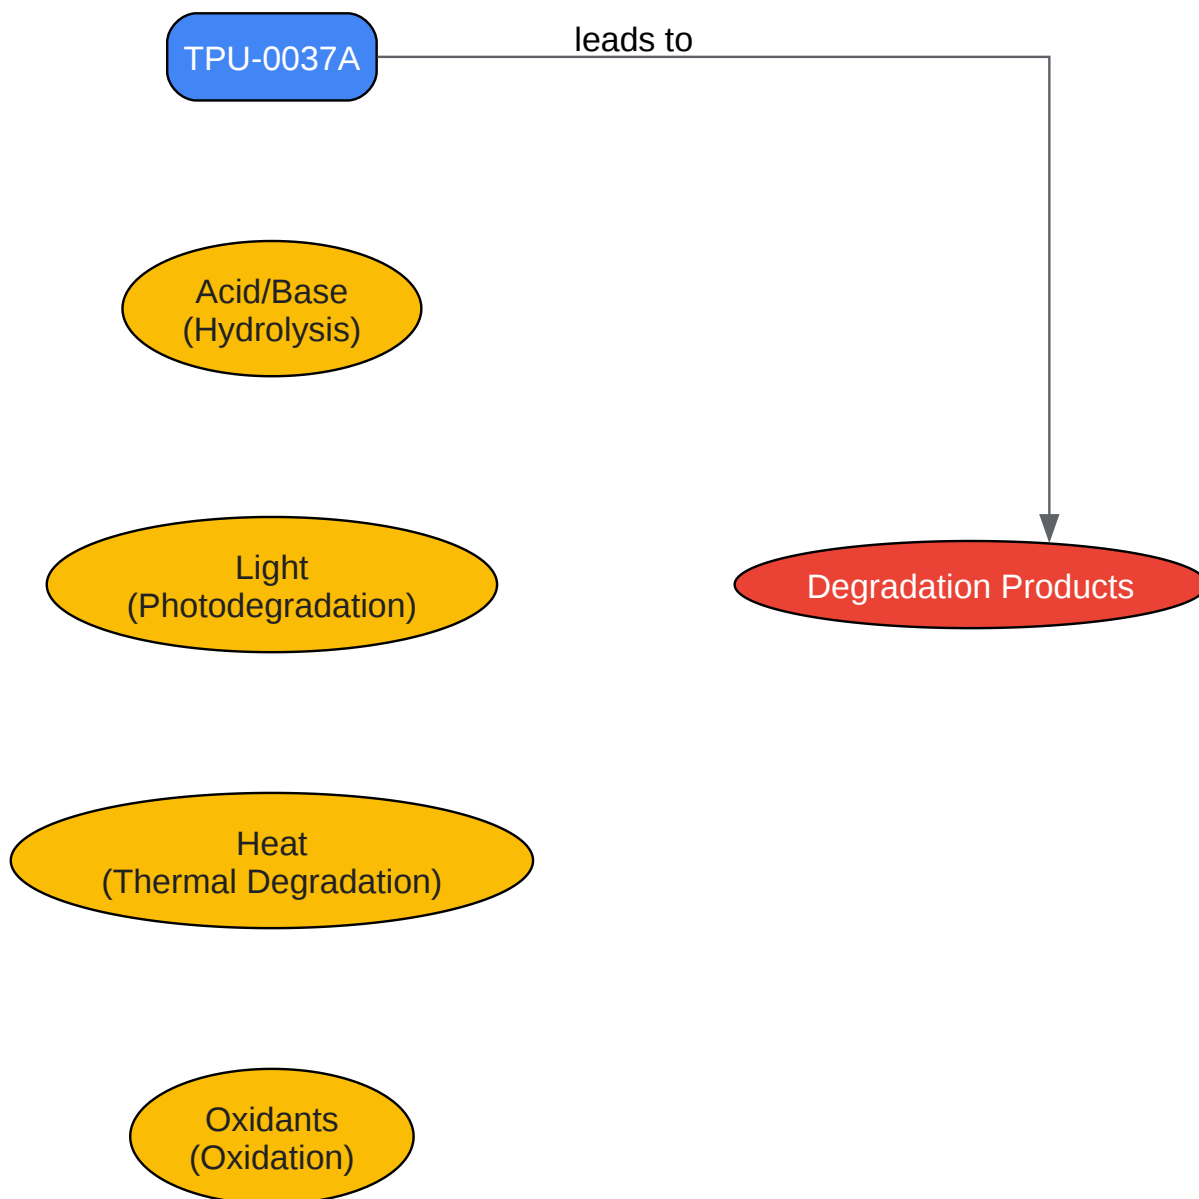 TPU-0037A
leads to
Acid/Base
(Hydrolysis)
Light
(Photodegradation)
Degradation Products
Heat
(Thermal Degradation)
Oxidants
(Oxidation)